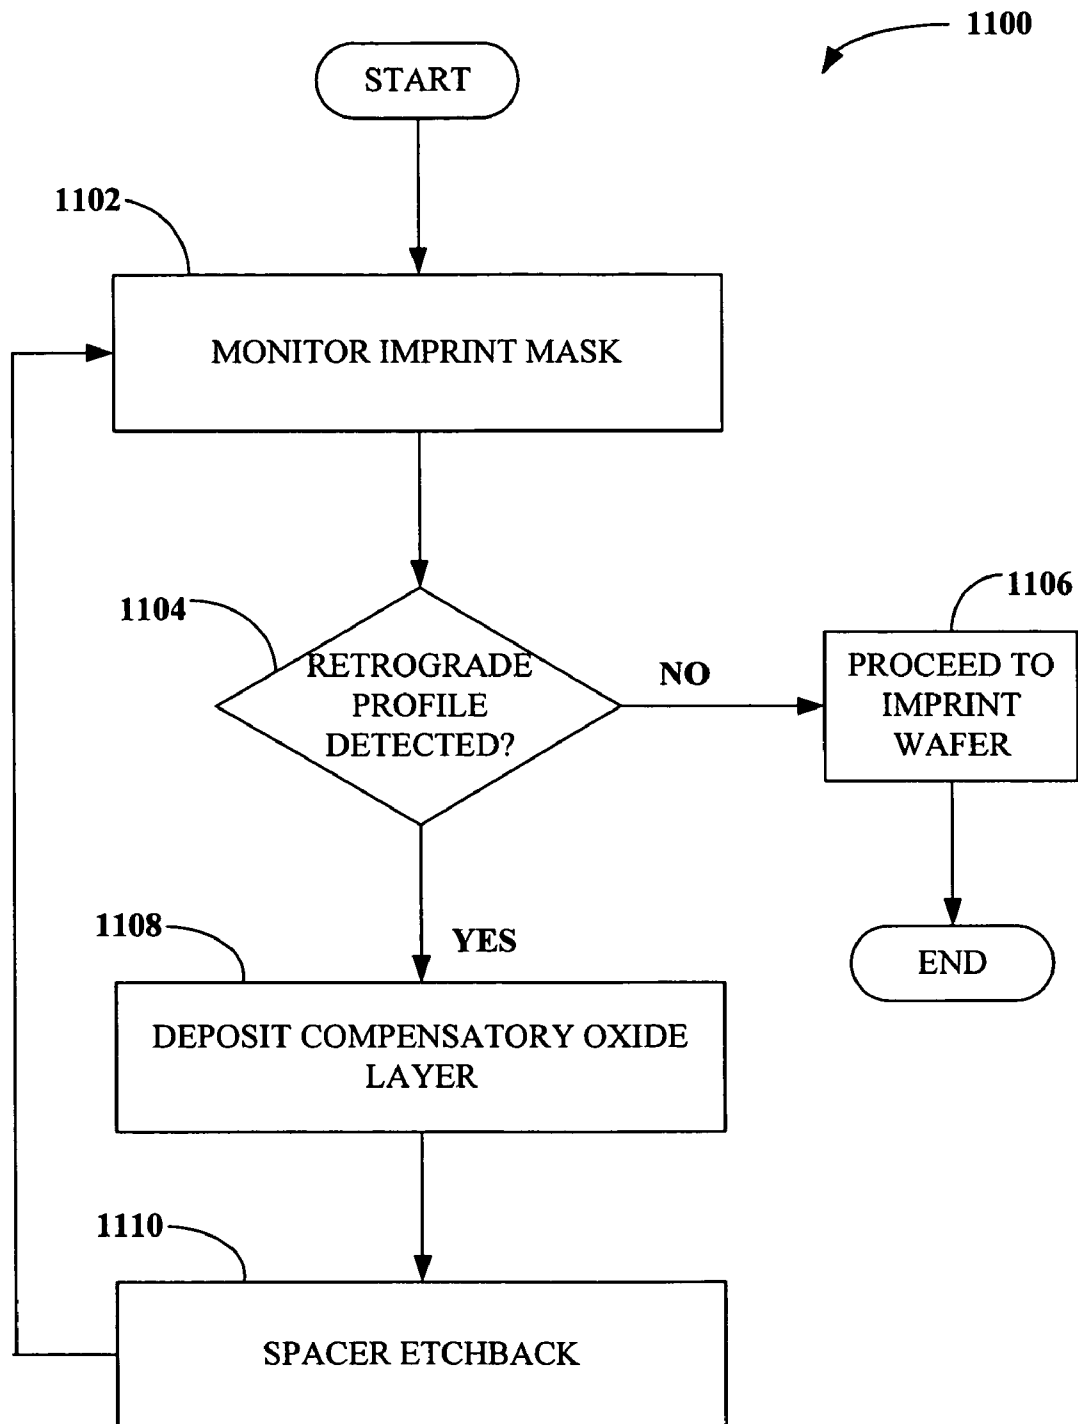 1100
START
1102
MONITOR IMPRINT MASK
1104
RETROGRADE
PROFILE
DETECTED?
NO
1106
PROCEED TO
IMPRINT
WAFER
1108
YES
END
DEPOSIT COMPENSATORY OXIDE
LAYER
1110
SPACER ETCHBACK